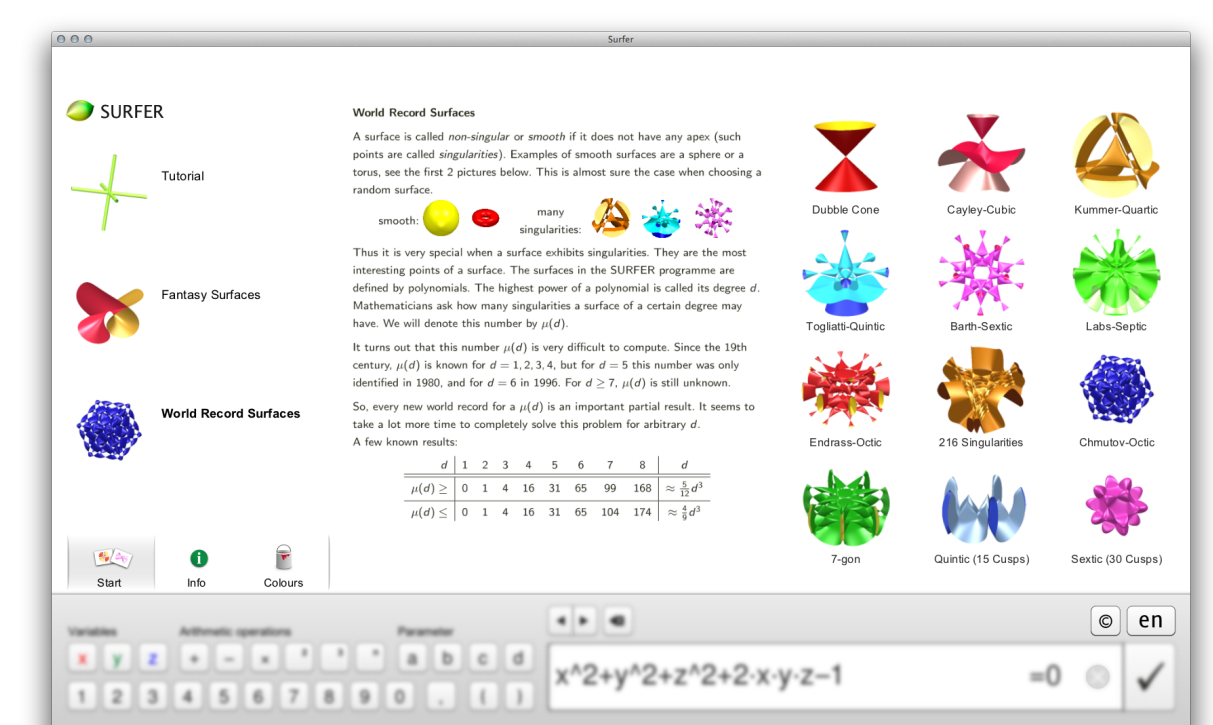 Surfer
SURFER
Tutorial
Fantasy Surfaces
World Record Surfaces
Start
Info
Colours
World Record Surfaces
A surface is called non-singular or smooth if it does not have any apex (such
points are called singularities). Examples of smooth surfaces are a sphere or a
torus, see the first 2 pictures below. This is almost sure the case when choosing a
random surface.
smooth:
many
singularities:
Thus it is very special when a surface exhibits singularities. They are the most
interesting points of a surface. The surfaces in the SURFER programme are
defined by polynomials. The highest power of a polynomial is called its degree d.
Mathematicians ask how many singularities a surface of a certain degree may
have. We will denote this number by μ(d).
It turns out that this number μ(d) is very difficult to compute. Since the 19th
century, μ(d) is known for d = 1, 2, 3, 4, but for d = 5 this number was only
identified in 1980, and for d = 6 in 1996. For d ≥ 7, μ(d) is still unknown.
So, every new world record for a μ(d) is an important partial result. It seems to
take a lot more time to completely solve this problem for arbitrary d.
A few known results:
d 1 2 3 4 5 6 7 8 d
μ(d) ≥ 0 1 4 16 31 65 99 168 ≈ 5/12 d³
μ(d) ≤ 0 1 4 16 31 65 104 174 ≈ 4/9 d³
Dubble Cone
Cayley-Cubic
Kummer-Quartic
Togliatti-Quintic
Barth-Sextic
Labs-Septic
Endrass-Octic
216 Singularities
Chmutov-Octic
7-gon
Quintic (15 Cusps)
Sextic (30 Cusps)
© en
Variables
Arithmetic operations
Parameter
x y z + − × ² ³ a b c d
1 2 3 4 5 6 7 8 9 0 . ( )
x^2+y^2+z^2+2·x·y·z−1 =0